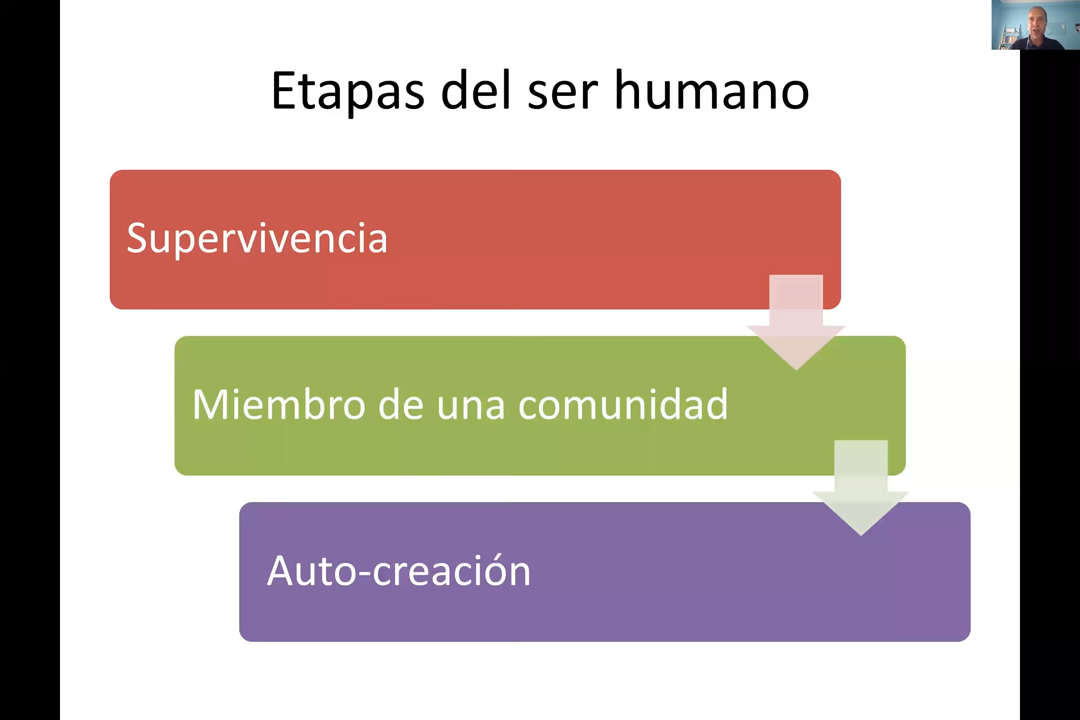 Etapas del ser humano
Supervivencia
Miembro de una comunidad
Auto-creación